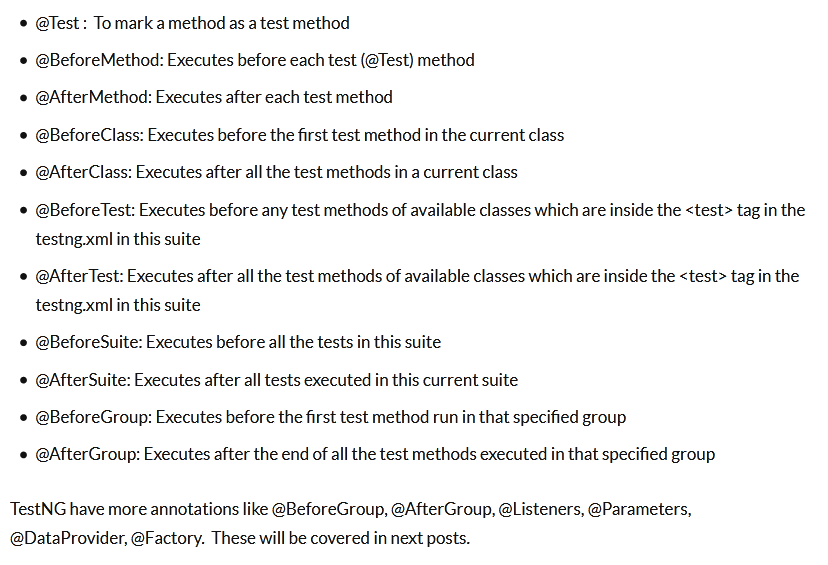 • @Test :  To mark a method as a test method
• @BeforeMethod: Executes before each test (@Test) method
• @AfterMethod: Executes after each test method
• @BeforeClass: Executes before the first test method in the current class
• @AfterClass: Executes after all the test methods in a current class
• @BeforeTest: Executes before any test methods of available classes which are inside the <test> tag in the
testng.xml in this suite
• @AfterTest: Executes after all the test methods of available classes which are inside the <test> tag in the
testng.xml in this suite
• @BeforeSuite: Executes before all the tests in this suite
• @AfterSuite: Executes after all tests executed in this current suite
• @BeforeGroup: Executes before the first test method run in that specified group
• @AfterGroup: Executes after the end of all the test methods executed in that specified group
TestNG have more annotations like @BeforeGroup, @AfterGroup, @Listeners, @Parameters,
@DataProvider, @Factory.  These will be covered in next posts.